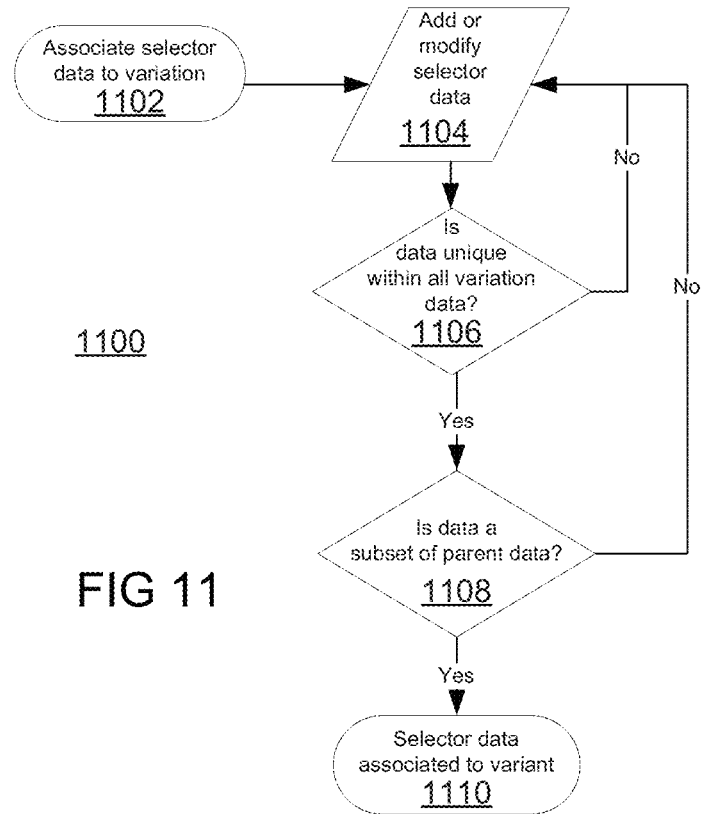 Associate selector
data to variation
1102
Add or
modify
selector
data
1104
No
Is
data unique
within all variation
data?
1106
No
1100
Yes
Is data a
subset of parent data?
1108
FIG 11
Yes
Selector data
associated to variant
1110